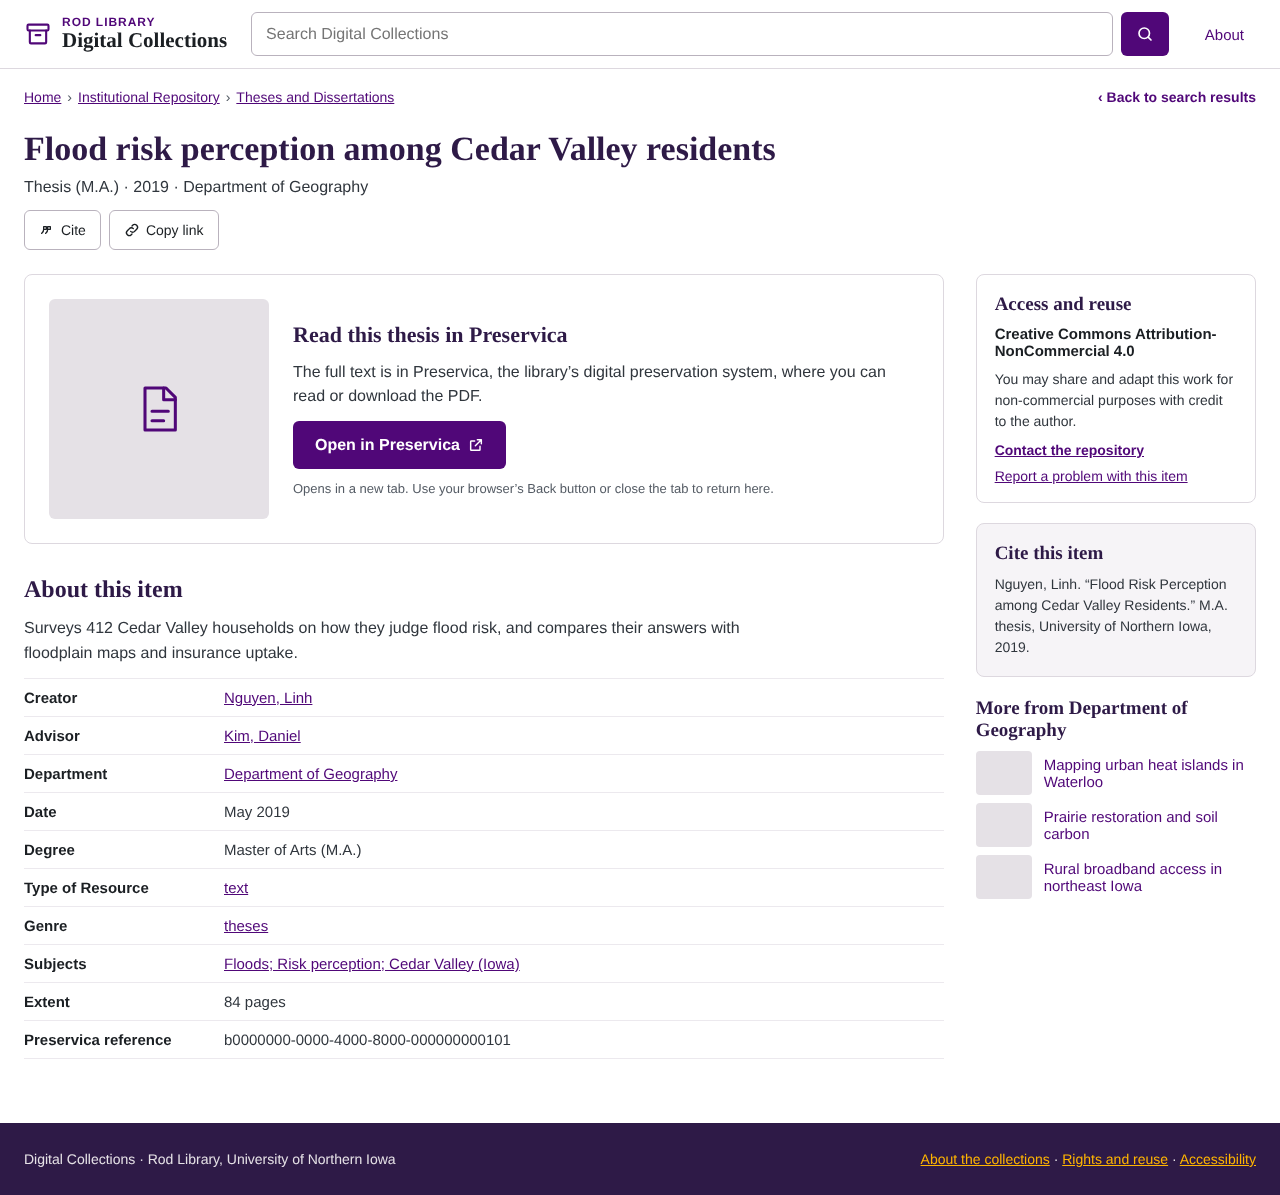 ROD LIBRARY
Digital Collections
Search Digital Collections
About
Home › Institutional Repository › Theses and Dissertations
‹ Back to search results
Flood risk perception among Cedar Valley residents
Thesis (M.A.) · 2019 · Department of Geography
Cite
Copy link
Read this thesis in Preservica
The full text is in Preservica, the library’s digital preservation system, where you can
read or download the PDF.
Open in Preservica
Opens in a new tab. Use your browser’s Back button or close the tab to return here.
About this item
Surveys 412 Cedar Valley households on how they judge flood risk, and compares their answers with
floodplain maps and insurance uptake.
Creator Nguyen, Linh
Advisor Kim, Daniel
Department Department of Geography
Date May 2019
Degree Master of Arts (M.A.)
Type of Resource text
Genre theses
Subjects Floods; Risk perception; Cedar Valley (Iowa)
Extent 84 pages
Preservica reference b0000000-0000-4000-8000-000000000101
Access and reuse
Creative Commons Attribution-
NonCommercial 4.0
You may share and adapt this work for
non-commercial purposes with credit
to the author.
Contact the repository
Report a problem with this item
Cite this item
Nguyen, Linh. “Flood Risk Perception
among Cedar Valley Residents.” M.A.
thesis, University of Northern Iowa,
2019.
More from Department of
Geography
Mapping urban heat islands in
Waterloo
Prairie restoration and soil
carbon
Rural broadband access in
northeast Iowa
Digital Collections · Rod Library, University of Northern Iowa
About the collections · Rights and reuse · Accessibility